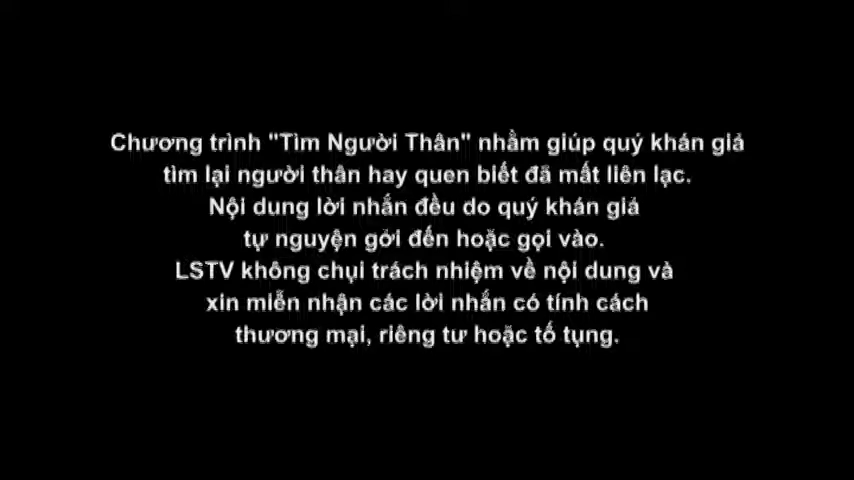 Chương trình "Tìm Người Thân" nhằm giúp quý khán giả
tìm lại người thân hay quen biết đã mất liên lạc.
Nội dung lời nhắn đều do quý khán giả
tự nguyện gởi đến hoặc gọi vào.
LSTV không chụi trách nhiệm về nội dung và
xin miễn nhận các lời nhắn có tính cách
thương mại, riêng tư hoặc tố tụng.